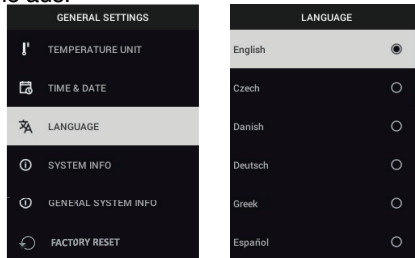 GENERAL SETTINGS
TEMPERATURE UNIT
TIME & DATE
LANGUAGE
SYSTEM INFO
GENERAL SYSTEM INFO
FACTORY RESET
LANGUAGE
English
Czech
Danish
Deutsch
Greek
Español